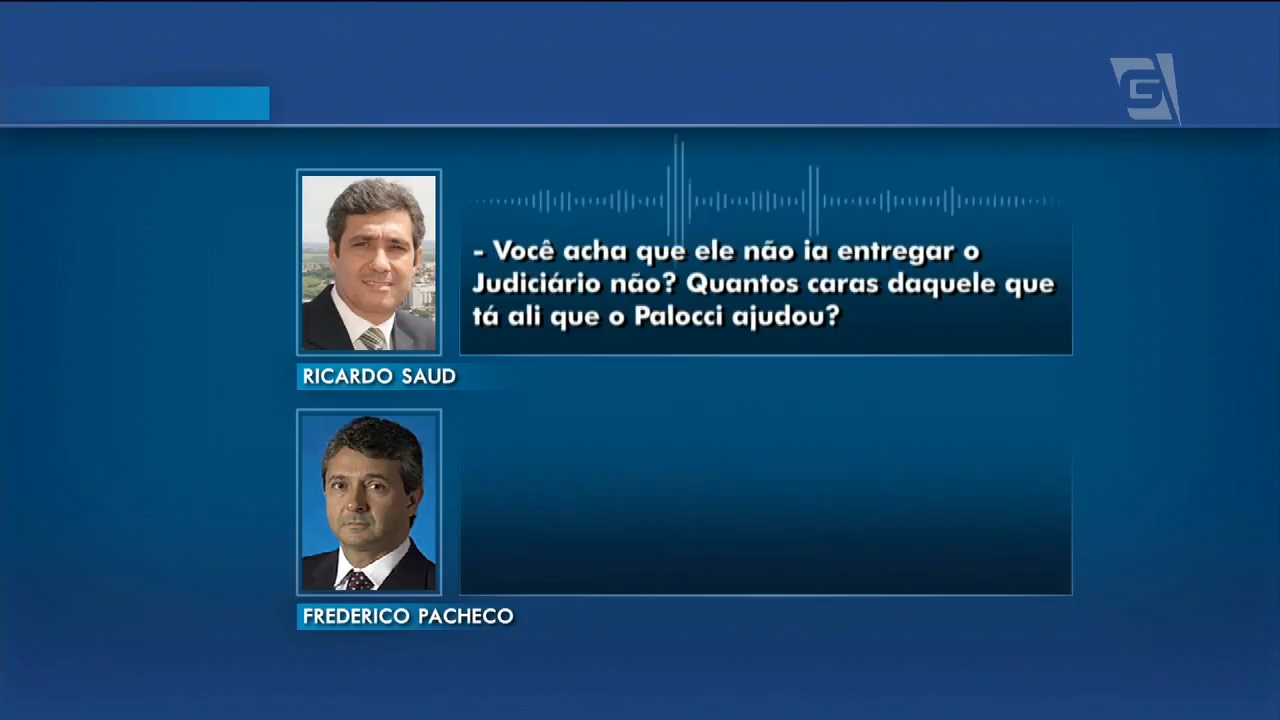 - Você acha que ele não ia entregar o
Judiciário não? Quantos caras daquele que
tá ali que o Palocci ajudou?
RICARDO SAUD
FREDERICO PACHECO